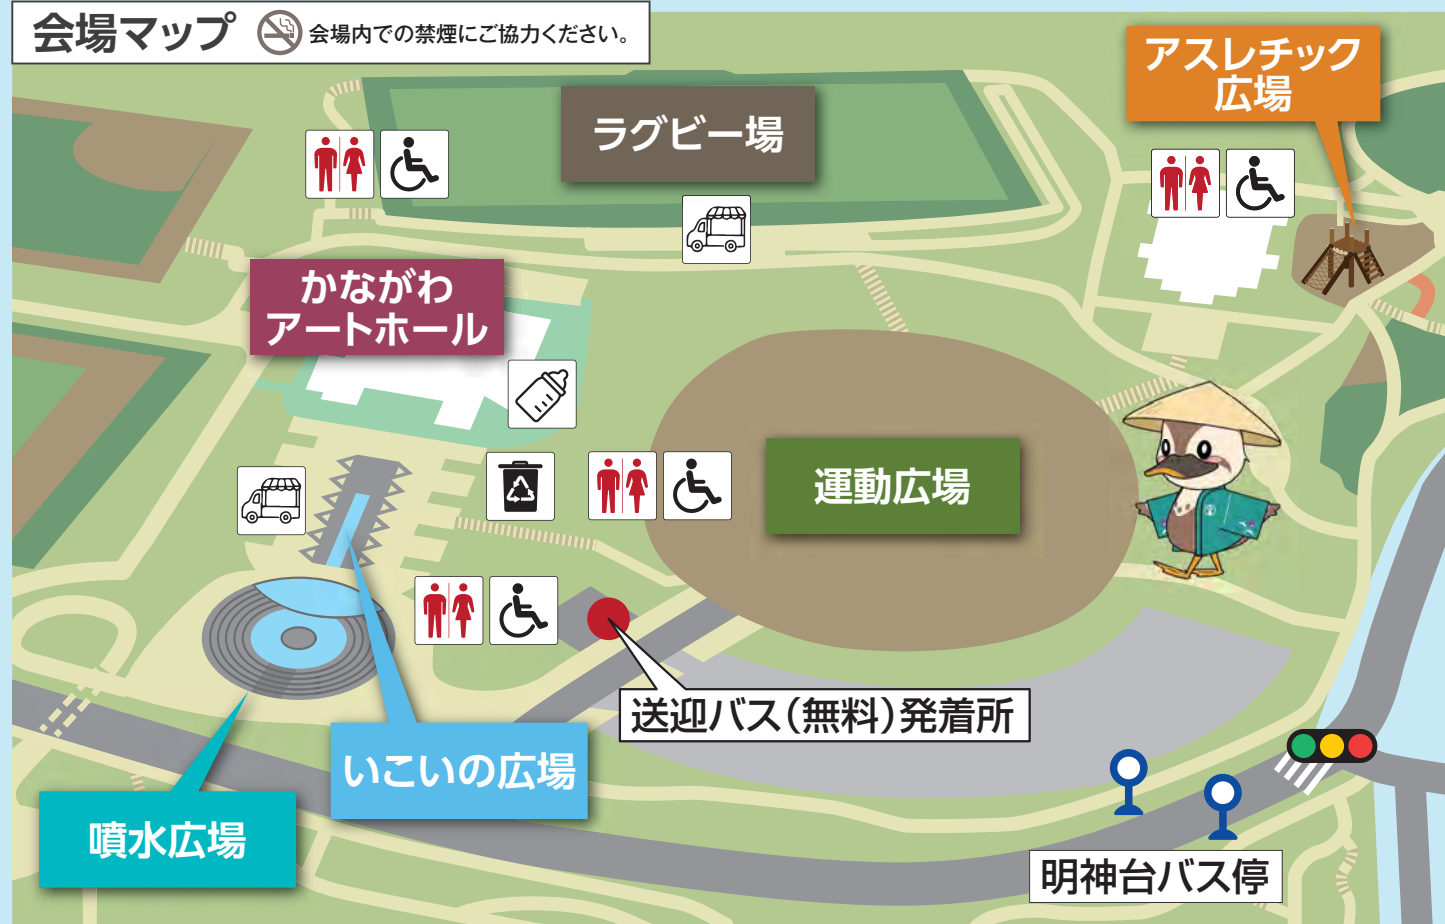 会場マップ
会場内での禁煙にご協力ください。
アスレチック
広場
ラグビー場
かながわ
アートホール
運動広場
送迎バス(無料)発着所
いこいの広場
噴水広場
明神台バス停